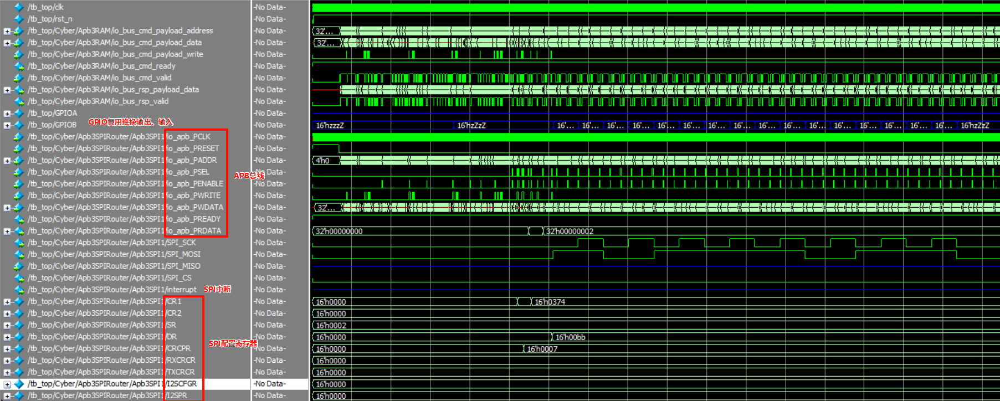 /tb_top/clk -No Data-
/tb_top/rst_n -No Data-
/tb_top/Cyber/Apb3RAM/io_bus_cmd_payload_address -No Data- 32'...
/tb_top/Cyber/Apb3RAM/io_bus_cmd_payload_data -No Data- 32'...
/tb_top/Cyber/Apb3RAM/io_bus_cmd_payload_write -No Data-
/tb_top/Cyber/Apb3RAM/io_bus_cmd_ready -No Data-
/tb_top/Cyber/Apb3RAM/io_bus_cmd_valid -No Data-
/tb_top/Cyber/Apb3RAM/io_bus_rsp_payload_data -No Data-
/tb_top/Cyber/Apb3RAM/io_bus_rsp_valid -No Data-
/tb_top/GPIOA -No Data-
GPIO复用推挽输出、输入
/tb_top/GPIOB -No Data- 16'hzzzZ 16'hzZzZ 16'... 16'... 16'... 16'... 16'... 16'... 16'... 16'... 16'... 16'... 16'... 16'... 16'... 16'... 16'... 16'... 16'hzZzZ
/tb_top/Cyber/Apb3SPIRouter/Apb3SPI1/io_apb_PCLK -No Data-
/tb_top/Cyber/Apb3SPIRouter/Apb3SPI1/io_apb_PRESET -No Data-
/tb_top/Cyber/Apb3SPIRouter/Apb3SPI1/io_apb_PADDR -No Data- 4'h0
/tb_top/Cyber/Apb3SPIRouter/Apb3SPI1/io_apb_PSEL -No Data-
APB总线
/tb_top/Cyber/Apb3SPIRouter/Apb3SPI1/io_apb_PENABLE -No Data-
/tb_top/Cyber/Apb3SPIRouter/Apb3SPI1/io_apb_PWRITE -No Data-
/tb_top/Cyber/Apb3SPIRouter/Apb3SPI1/io_apb_PWDATA -No Data- 32'...
/tb_top/Cyber/Apb3SPIRouter/Apb3SPI1/io_apb_PREADY -No Data-
/tb_top/Cyber/Apb3SPIRouter/Apb3SPI1/io_apb_PRDATA -No Data- 32'h00000000 32'h00000002
/tb_top/Cyber/Apb3SPIRouter/Apb3SPI1/SPI_SCK -No Data-
/tb_top/Cyber/Apb3SPIRouter/Apb3SPI1/SPI_MOSI -No Data-
/tb_top/Cyber/Apb3SPIRouter/Apb3SPI1/SPI_MISO -No Data-
/tb_top/Cyber/Apb3SPIRouter/Apb3SPI1/SPI_CS -No Data-
/tb_top/Cyber/Apb3SPIRouter/Apb3SPI1/interrupt SPI中断 -No Data-
/tb_top/Cyber/Apb3SPIRouter/Apb3SPI1/CR1 -No Data- 16'h0000 16'h0374
/tb_top/Cyber/Apb3SPIRouter/Apb3SPI1/CR2 -No Data- 16'h0000
/tb_top/Cyber/Apb3SPIRouter/Apb3SPI1/SR -No Data- 16'h0002
/tb_top/Cyber/Apb3SPIRouter/Apb3SPI1/DR -No Data- 16'h0000 16'h00bb
SPI配置寄存器
/tb_top/Cyber/Apb3SPIRouter/Apb3SPI1/CRCPR -No Data- 16'h0000 16'h0007
/tb_top/Cyber/Apb3SPIRouter/Apb3SPI1/RXCRCR -No Data- 16'h0000
/tb_top/Cyber/Apb3SPIRouter/Apb3SPI1/TXCRCR -No Data- 16'h0000
/tb_top/Cyber/Apb3SPIRouter/Apb3SPI1/I2SCFGR -No Data- 16'h0000
/tb_top/Cyber/Apb3SPIRouter/Apb3SPI1/I2SPR -No Data- 16'h0000